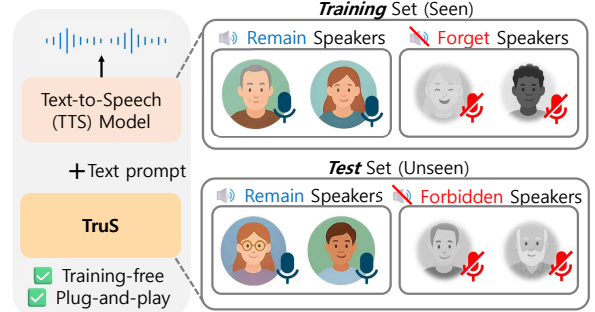 Training Set (Seen)
Remain Speakers
Forget Speakers
Text-to-Speech
(TTS) Model
+Text prompt
Test Set (Unseen)
Remain Speakers
Forbidden Speakers
TruS
Training-free
Plug-and-play